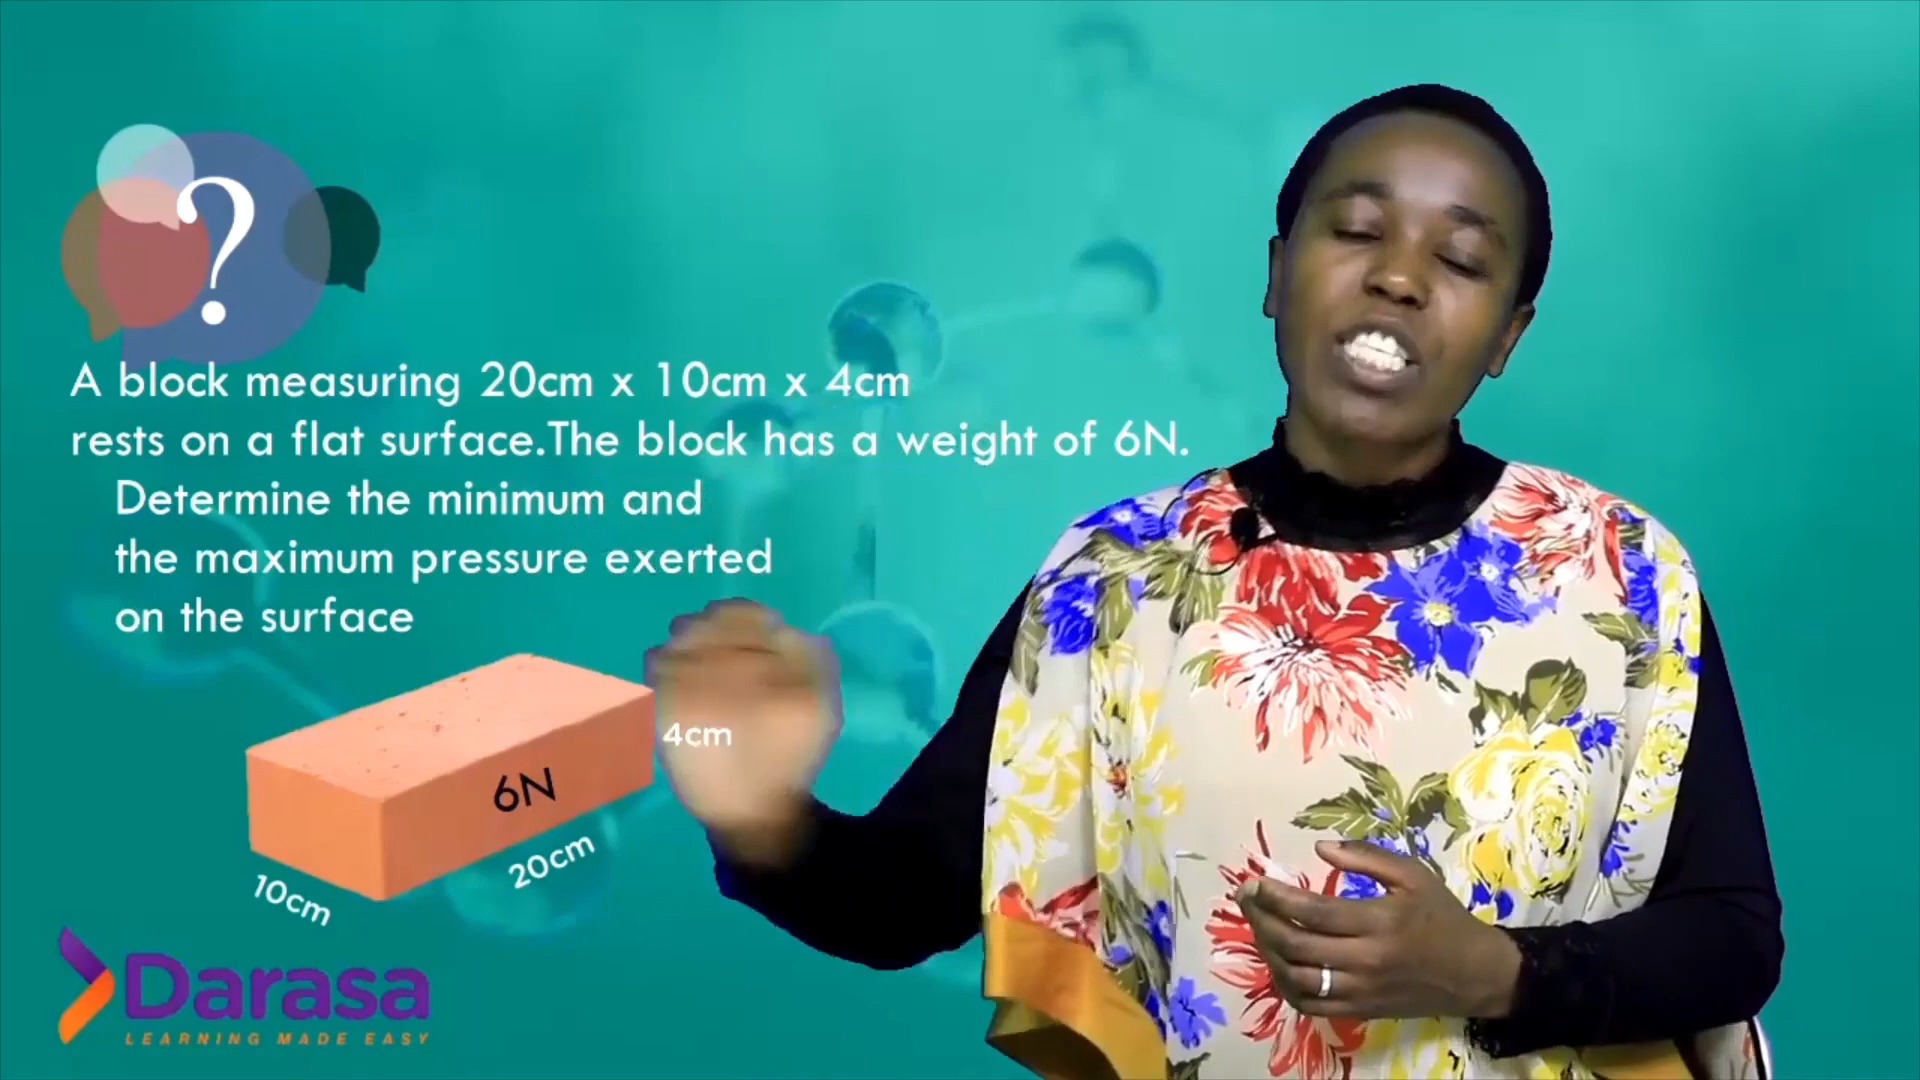 ?
A block measuring 20cm x 10cm x 4cm
rests on a flat surface.The block has a weight of 6N.
Determine the minimum and
the maximum pressure exerted
on the surface
4cm
6N
20cm
10cm
Darasa
LEARNING MADE EASY